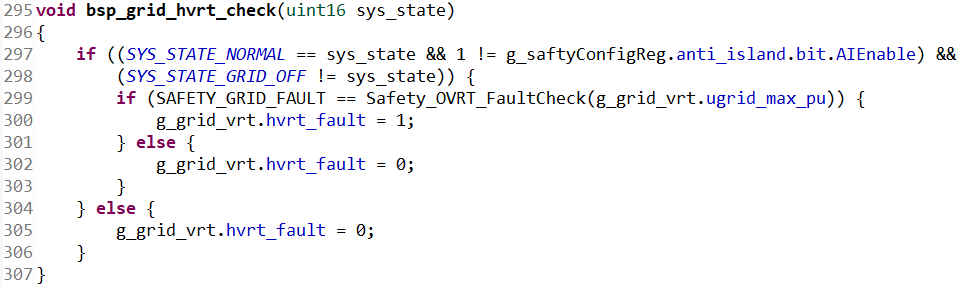 295 void bsp_grid_hvrt_check(uint16 sys_state)
296 {
297     if ((SYS_STATE_NORMAL == sys_state && 1 != g_saftyConfigReg.anti_island.bit.AIEnable) &&
298         (SYS_STATE_GRID_OFF != sys_state)) {
299         if (SAFETY_GRID_FAULT == Safety_OVRT_FaultCheck(g_grid_vrt.ugrid_max_pu)) {
300             g_grid_vrt.hvrt_fault = 1;
301         } else {
302             g_grid_vrt.hvrt_fault = 0;
303         }
304     } else {
305         g_grid_vrt.hvrt_fault = 0;
306     }
307 }